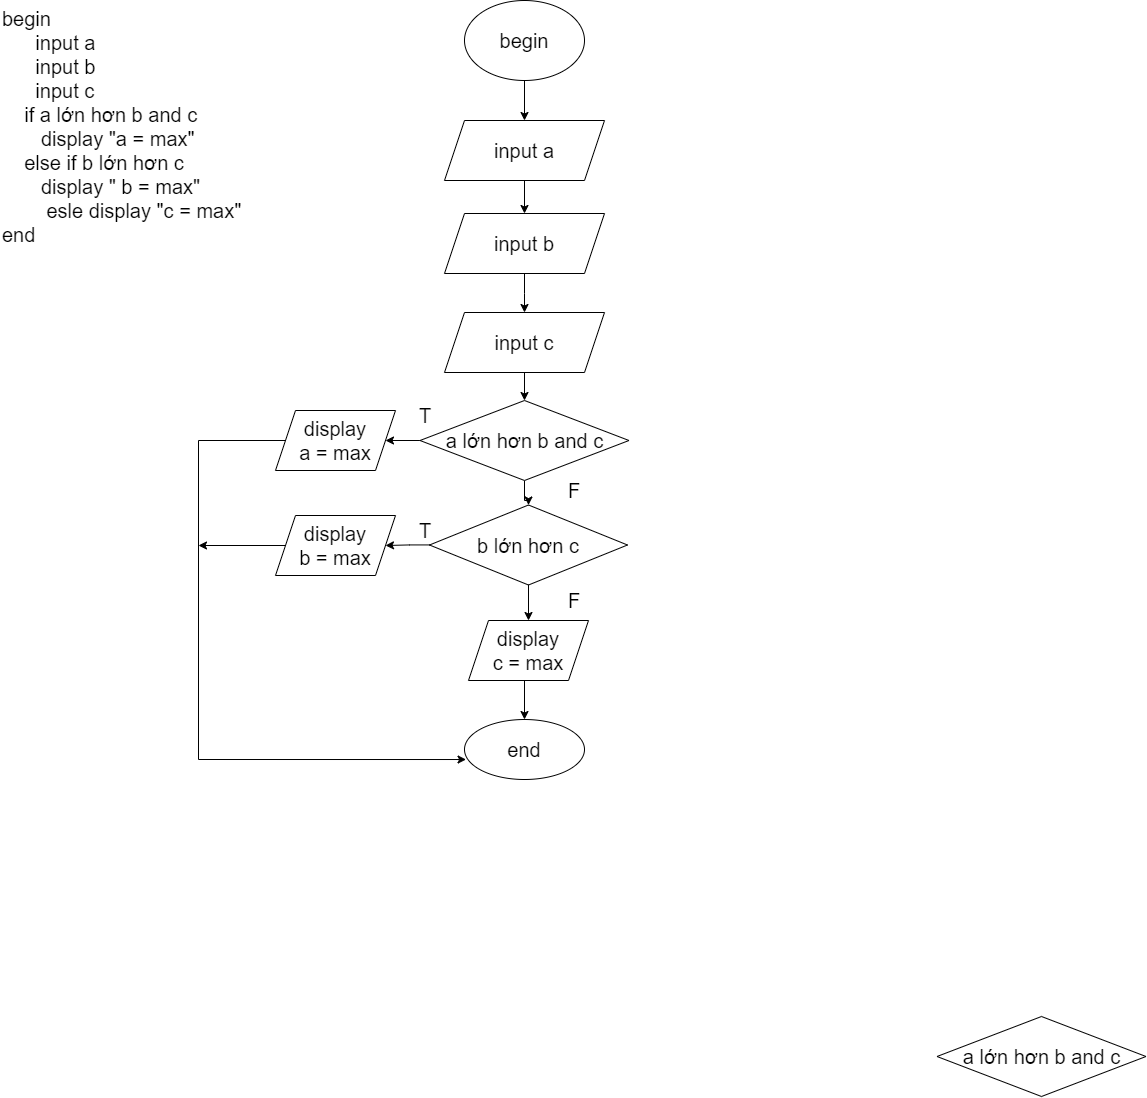 begin
input a
input b
input c
if a lớn hơn b and c
display "a = max"
else if b lớn hơn c
display " b = max"
esle display "c = max"
end
begin
input a
input b
input c
T
display
a = max
a lớn hơn b and c
F
T
display
b = max
b lớn hơn c
F
display
c = max
end
a lớn hơn b and c